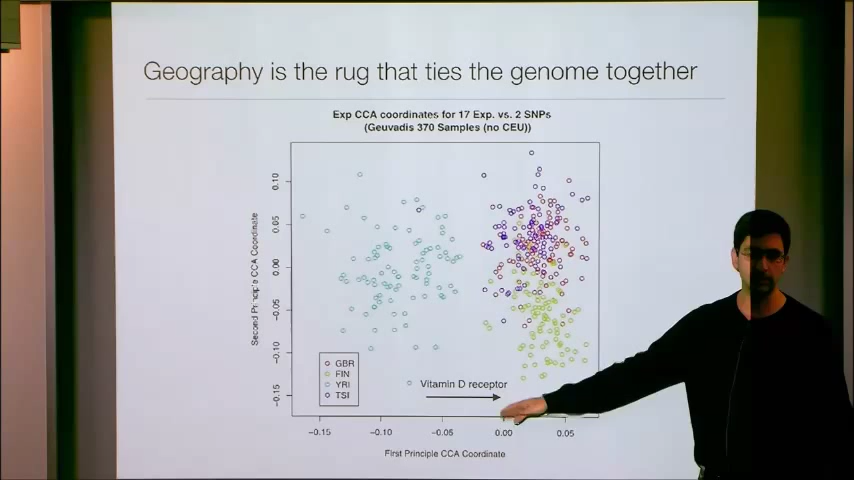 Geography is the rug that ties the genome together
Exp CCA coordinates for 17 Exp. vs. 2 SNPs
(Geuvadis 370 Samples (no CEU))
Second Principle CCA Coordinate
0.10
0.05
0.00
−0.05
−0.10
−0.15
GBR
FIN
YRI
TSI
Vitamin D receptor
−0.15
−0.10
−0.05
0.00
0.05
First Principle CCA Coordinate